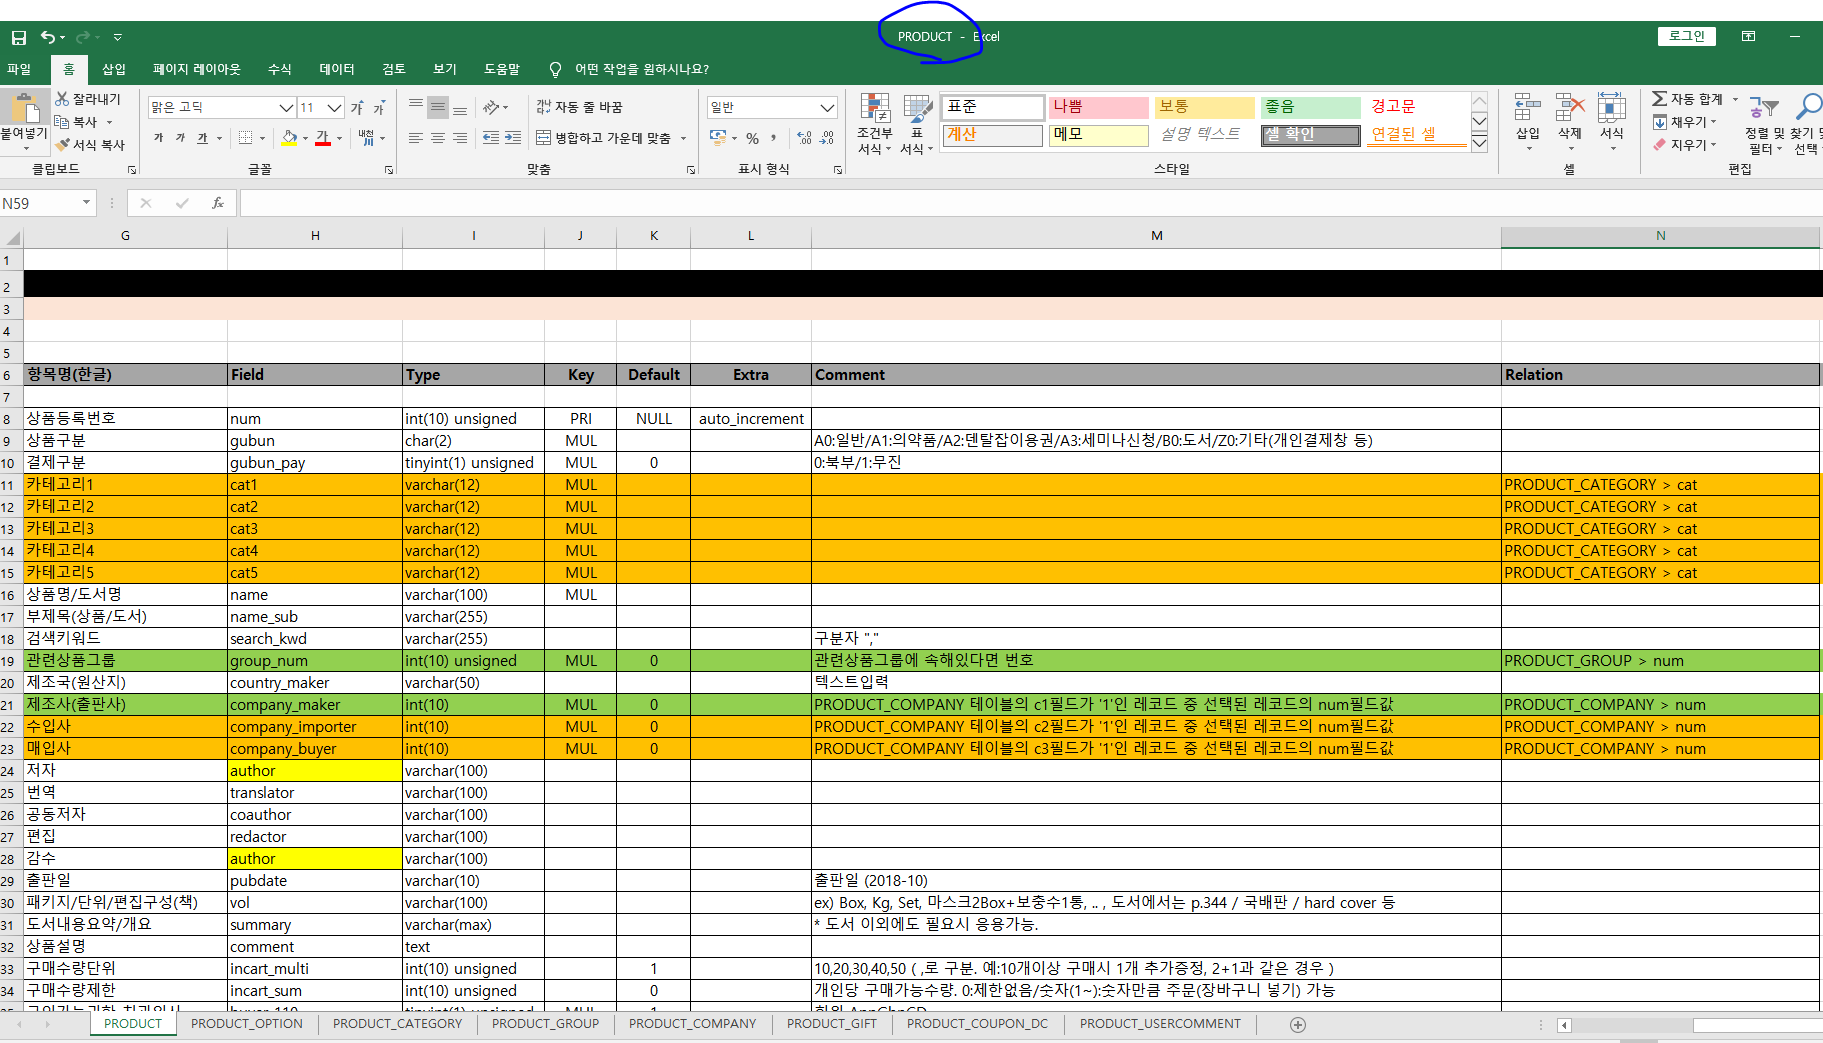 PRODUCT - Excel
로그인
파일 홈 삽입 페이지 레이아웃 수식 데이터 검토 보기 도움말 어떤 작업을 원하시나요?
붙여넣기
잘라내기
복사
서식 복사
클립보드
맑은 고딕 11
가 가
가 가 가
가
내천
글꼴
자동 줄 바꿈
병합하고 가운데 맞춤
맞춤
일반
%
표시 형식
조건부 서식
표 서식
표준 나쁨 보통 좋음 경고문
계산 메모 설명 텍스트 셀 확인 연결된 셀
스타일
삽입 삭제 서식
셀
자동 합계
채우기
지우기
정렬 및 필터
찾기 선택
편집
N59
fx
G H I J K L M N
1
2
3
4
5
6 항목명(한글) Field Type Key Default Extra Comment Relation
7
8 상품등록번호 num int(10) unsigned PRI NULL auto_increment
9 상품구분 gubun char(2) MUL A0:일반/A1:의약품/A2:덴탈잡이용권/A3:세미나신청/B0:도서/Z0:기타(개인결제창 등)
10 결제구분 gubun_pay tinyint(1) unsigned MUL 0 0:북부/1:무진
11 카테고리1 cat1 varchar(12) MUL PRODUCT_CATEGORY > cat
12 카테고리2 cat2 varchar(12) MUL PRODUCT_CATEGORY > cat
13 카테고리3 cat3 varchar(12) MUL PRODUCT_CATEGORY > cat
14 카테고리4 cat4 varchar(12) MUL PRODUCT_CATEGORY > cat
15 카테고리5 cat5 varchar(12) MUL PRODUCT_CATEGORY > cat
16 상품명/도서명 name varchar(100) MUL
17 부제목(상품/도서) name_sub varchar(255)
18 검색키워드 search_kwd varchar(255) 구분자 ","
19 관련상품그룹 group_num int(10) unsigned MUL 0 관련상품그룹에 속해있다면 번호 PRODUCT_GROUP > num
20 제조국(원산지) country_maker varchar(50) 텍스트입력
21 제조사(출판사) company_maker int(10) MUL 0 PRODUCT_COMPANY 테이블의 c1필드가 '1'인 레코드 중 선택된 레코드의 num필드값 PRODUCT_COMPANY > num
22 수입사 company_importer int(10) MUL 0 PRODUCT_COMPANY 테이블의 c2필드가 '1'인 레코드 중 선택된 레코드의 num필드값 PRODUCT_COMPANY > num
23 매입사 company_buyer int(10) MUL 0 PRODUCT_COMPANY 테이블의 c3필드가 '1'인 레코드 중 선택된 레코드의 num필드값 PRODUCT_COMPANY > num
24 저자 author varchar(100)
25 번역 translator varchar(100)
26 공동저자 coauthor varchar(100)
27 편집 redactor varchar(100)
28 감수 author varchar(100)
29 출판일 pubdate varchar(10) 출판일 (2018-10)
30 패키지/단위/편집구성(책) vol varchar(100) ex) Box, Kg, Set, 마스크2Box+보충수1통, .. , 도서에서는 p.344 / 국배판 / hard cover 등
31 도서내용요약/개요 summary varchar(max) * 도서 이외에도 필요시 응용가능.
32 상품설명 comment text
33 구매수량단위 incart_multi int(10) unsigned 1 10,20,30,40,50 ( ,로 구분. 예:10개이상 구매시 1개 추가증정, 2+1과 같은 경우 )
34 구매수량제한 incart_sum int(10) unsigned 0 개인당 구매가능수량. 0:제한없음/숫자(1~):숫자만큼 주문(장바구니 넣기) 가능
PRODUCT PRODUCT_OPTION PRODUCT_CATEGORY PRODUCT_GROUP PRODUCT_COMPANY PRODUCT_GIFT PRODUCT_COUPON_DC PRODUCT_USERCOMMENT